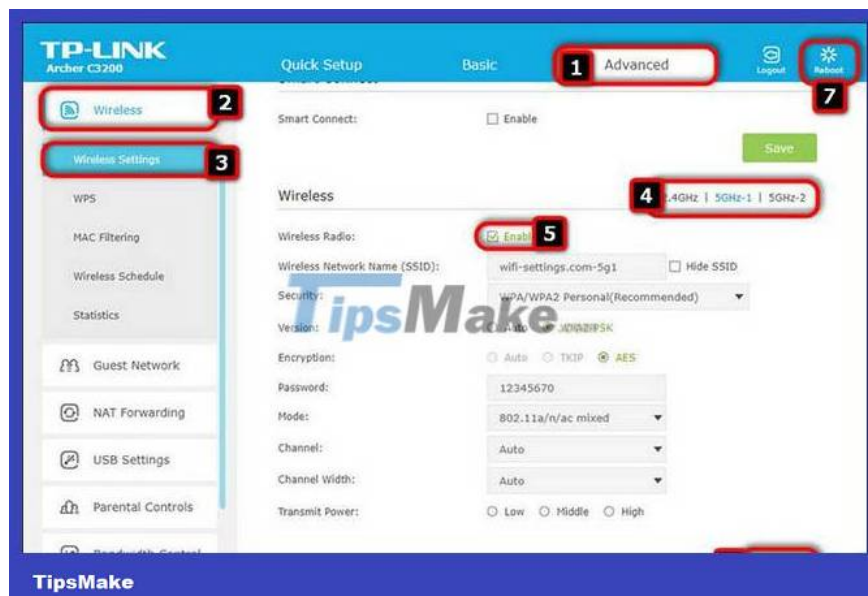 TP-LINK
Archer C3200
Quick Setup Basic 1 Advanced Logout Reboot
7
Wireless 2
Smart Connect: Enable
Wireless Settings 3
Save
WPS
Wireless 4 2.4GHz | 5GHz-1 | 5GHz-2
MAC Filtering
Wireless Radio: Enable 5
Wireless Schedule
Wireless Network Name (SSID): wifi-settings.com-5g1 Hide SSID
Security: WPA/WPA2 Personal(Recommended)
Statistics
TipsMake
Version: Auto
Guest Network
Encryption: Auto TKIP AES
Password: 12345670
NAT Forwarding
Mode: 802.11a/n/ac mixed
Channel: Auto
USB Settings
Channel Width: Auto
Parental Controls
Transmit Power: Low Middle High
Bandwidth Control
TipsMake